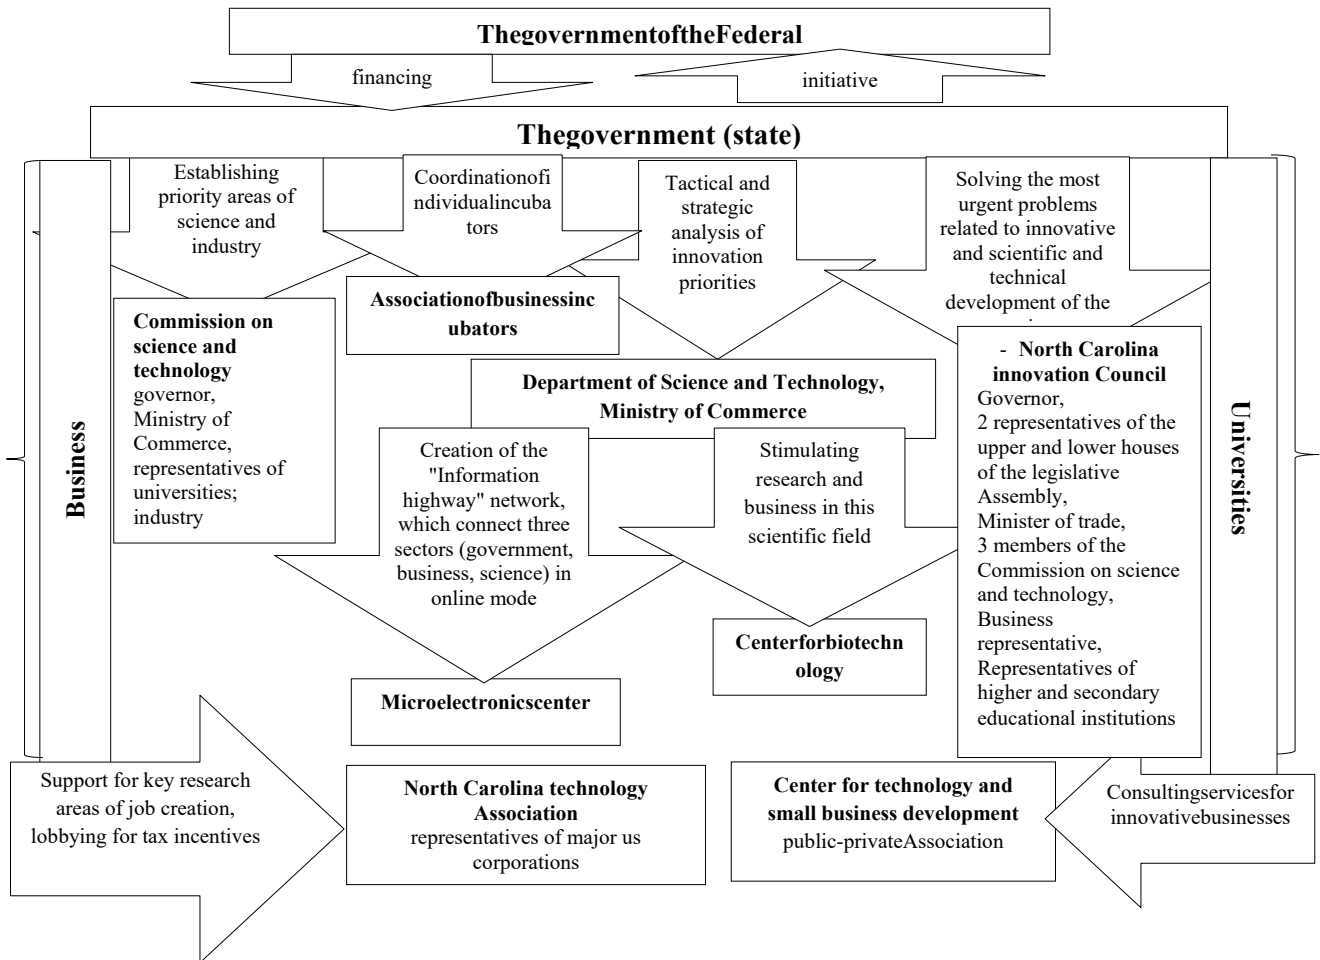 ThegovernmentoftheFederal
financing
initiative
Thegovernment (state)
Establishing
priority areas of
science and
industry
Coordinationofi
ndividualincuba
tors
Tactical and
strategic
analysis of
innovation
priorities
Solving the most
urgent problems
related to innovative
and scientific and
technical
development of the
Business
Universities
Commission on
science and
technology
governor,
Ministry of
Commerce,
representatives of
universities;
industry
Associationofbusinessinc
ubators
Department of Science and Technology,
Ministry of Commerce
- North Carolina
innovation Council
Governor,
2 representatives of the
upper and lower houses
of the legislative
Assembly,
Minister of trade,
3 members of the
Commission on science
and technology,
Business
representative,
Representatives of
higher and secondary
educational institutions
Creation of the
"Information
highway" network,
which connect three
sectors (government,
business, science) in
online mode
Stimulating
research and
business in this
scientific field
Centerforbiotechn
ology
Microelectronicscenter
Support for key research
areas of job creation,
lobbying for tax incentives
North Carolina technology
Association
representatives of major us
corporations
Center for technology and
small business development
public-privateAssociation
Consultingservicesfor
innovativebusinesses